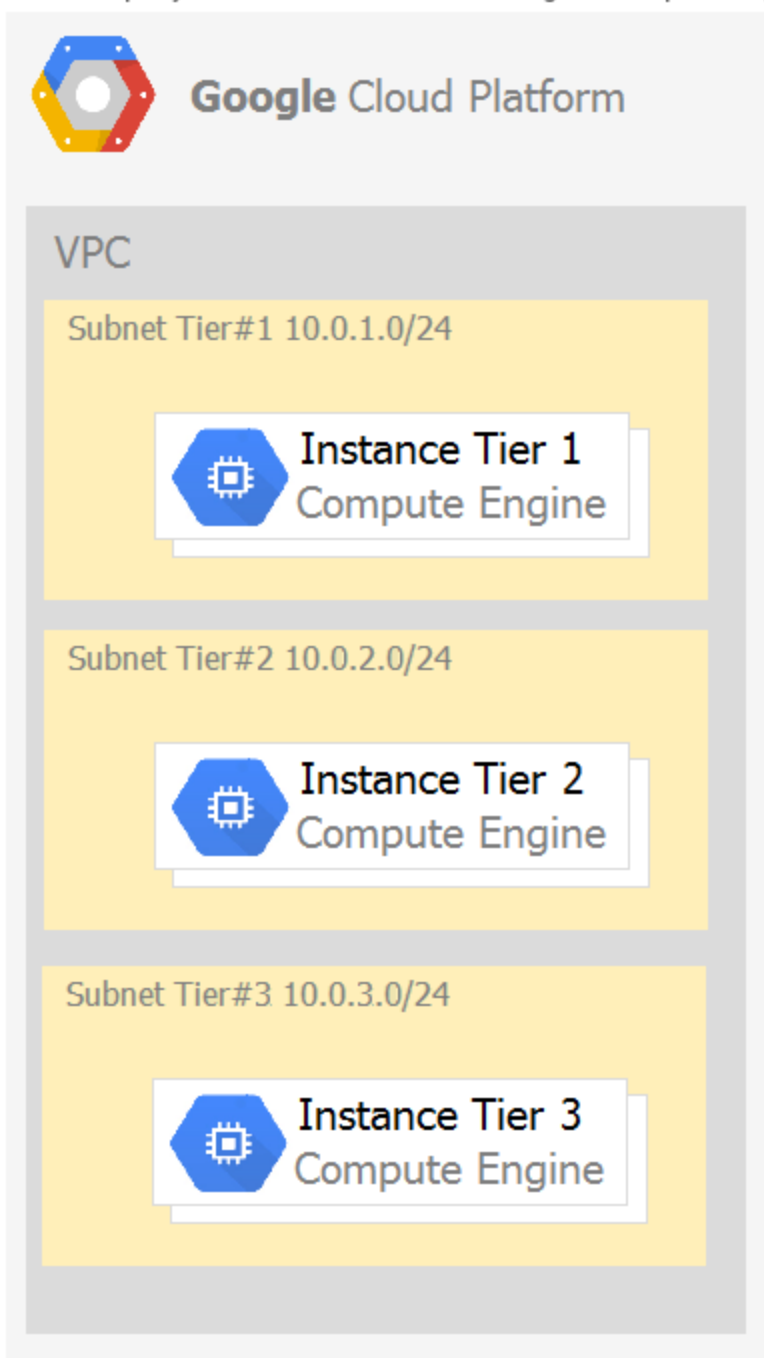 Google Cloud Platform
VPC
Subnet Tier#1 10.0.1.0/24
Instance Tier 1
Compute Engine
Subnet Tier#2 10.0.2.0/24
Instance Tier 2
Compute Engine
Subnet Tier#3 10.0.3.0/24
Instance Tier 3
Compute Engine